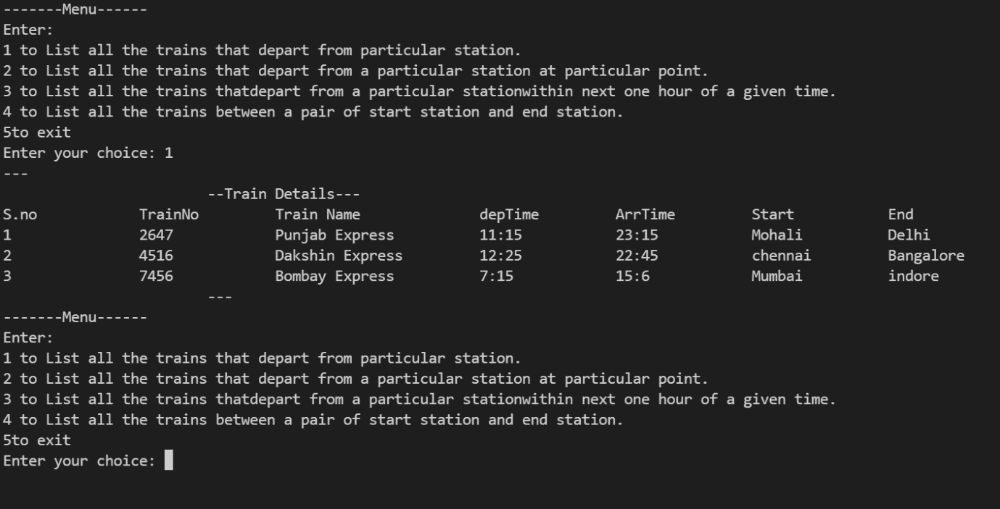 -------Menu------
Enter:
1 to List all the trains that depart from particular station.
2 to List all the trains that depart from a particular station at particular point.
3 to List all the trains thatdepart from a particular stationwithin next one hour of a given time.
4 to List all the trains between a pair of start station and end station.
5to exit
Enter your choice: 1
---
--Train Details---
S.no TrainNo Train Name depTime ArrTime Start End
1 2647 Punjab Express 11:15 23:15 Mohali Delhi
2 4516 Dakshin Express 12:25 22:45 chennai Bangalore
3 7456 Bombay Express 7:15 15:6 Mumbai indore
---
-------Menu------
Enter:
1 to List all the trains that depart from particular station.
2 to List all the trains that depart from a particular station at particular point.
3 to List all the trains thatdepart from a particular stationwithin next one hour of a given time.
4 to List all the trains between a pair of start station and end station.
5to exit
Enter your choice: